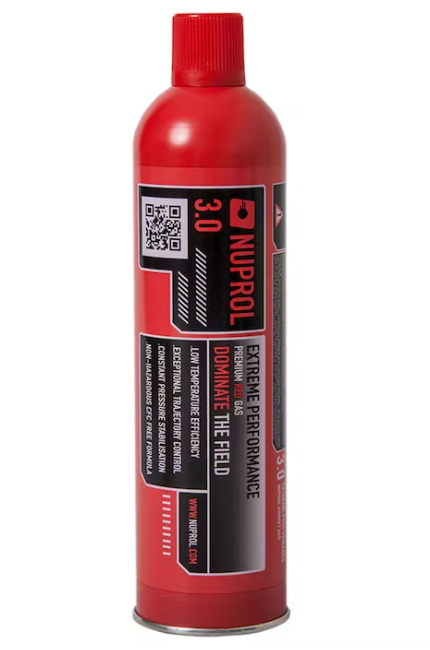 NUPROL
3.0
EXTREME PERFORMANCE
PREMIUM RED GAS
DOMINATE THE FIELD
.LOW TEMPERATURE EFFICIENCY
.EXCEPTIONAL TRAJECTORY CONTROL
.CONSTANT PRESSURE STABILISATION
.NON-HAZARDOUS CFC FREE FORMULA
WWW.NUPROL.COM
3.0